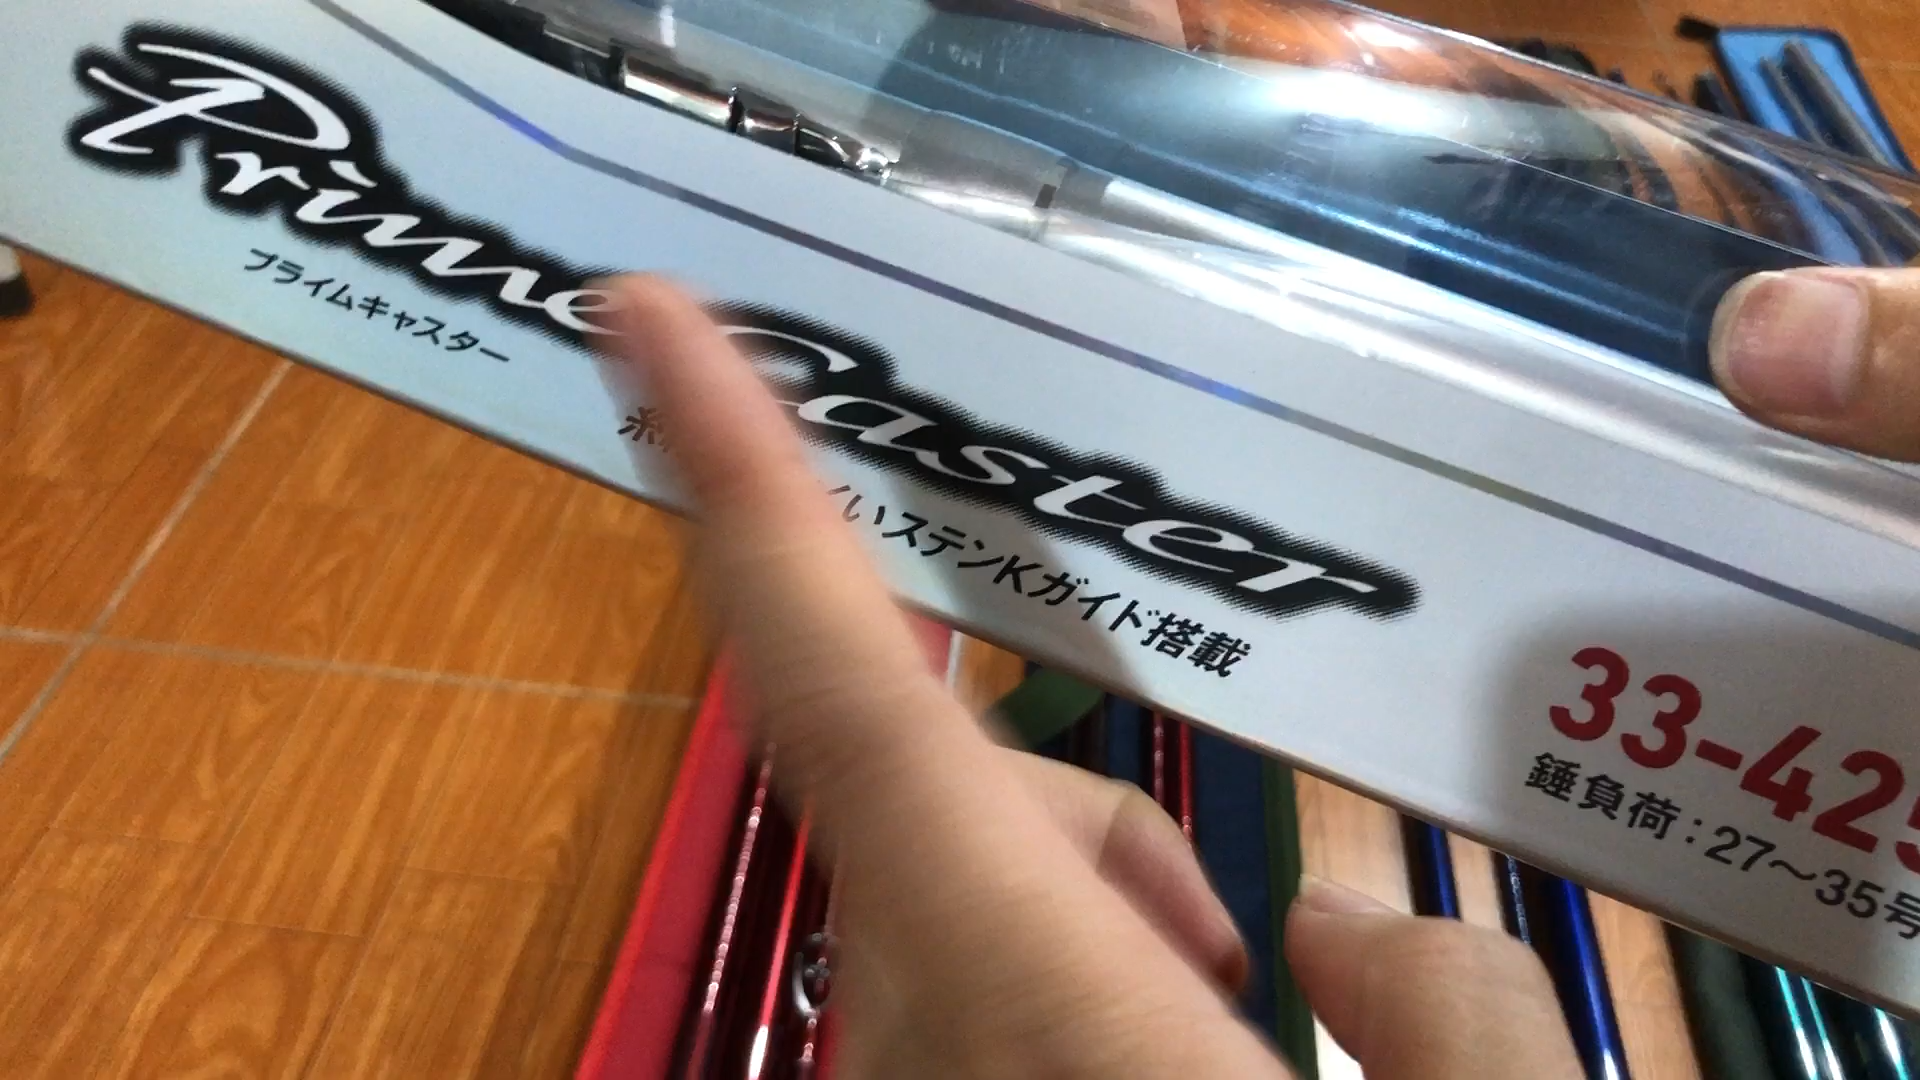 Prime Caster
プライムキャスター
いステンKガイド搭載
33-425
錘負荷:27〜35号